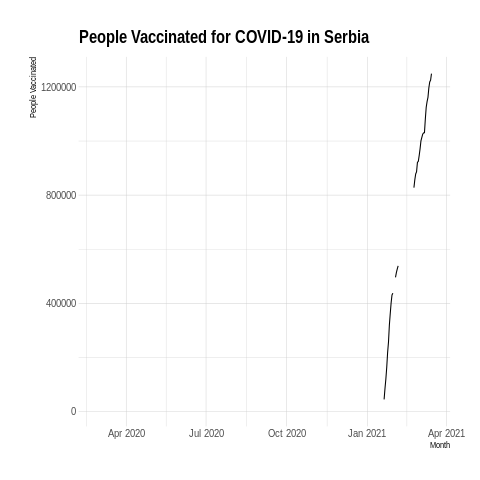 People Vaccinated for COVID-19 in Serbia
People Vaccinated
1200000
800000
400000
0
Apr 2020 Jul 2020 Oct 2020 Jan 2021 Apr 2021
Month